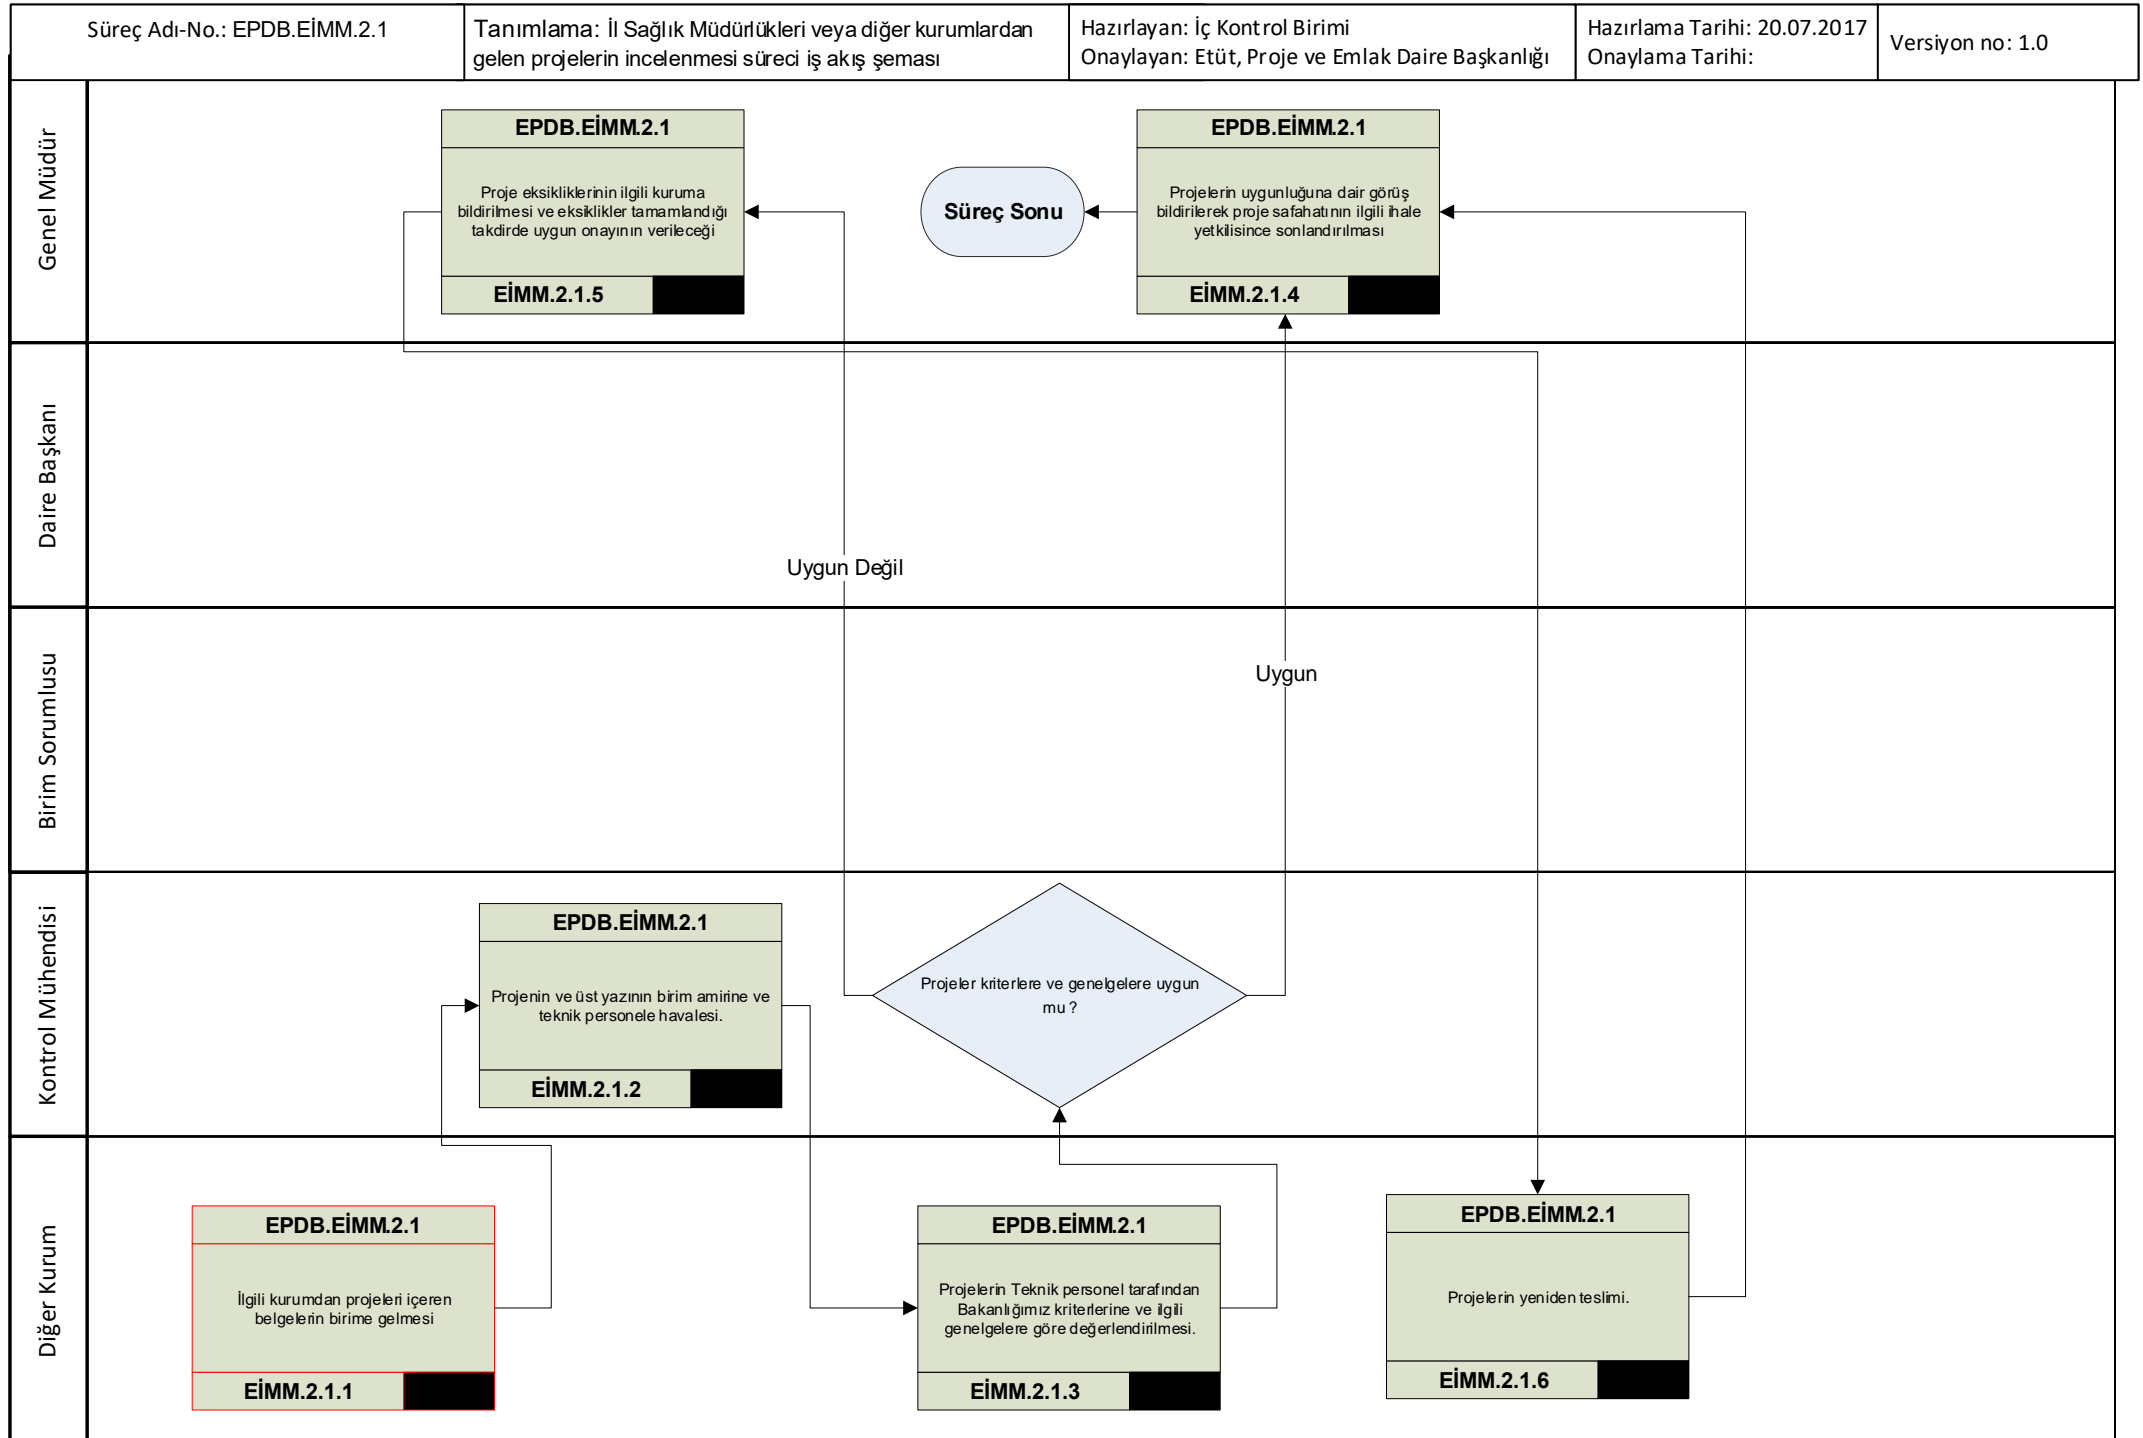 Süreç Adı-No.: EPDB.EİMM.2.1
Tanımlama: İl Sağlık Müdürlükleri veya diğer kurumlardan
gelen projelerin incelenmesi süreci iş akış şeması
Hazırlayan: İç Kontrol Birimi
Onaylayan: Etüt, Proje ve Emlak Daire Başkanlığı
Hazırlama Tarihi: 20.07.2017
Onaylama Tarihi:
Versiyon no: 1.0
Genel Müdür
EPDB.EİMM.2.1
Proje eksikliklerinin ilgili kuruma
bildirilmesi ve eksiklikler tamamlandığı
takdirde uygun onayının verileceği
EİMM.2.1.5
Süreç Sonu
EPDB.EİMM.2.1
Projelerin uygunluğuna dair görüş
bildirilerek proje safahatının ilgili ihale
yetkilisince sonlandırılması
EİMM.2.1.4
Daire Başkanı
Uygun Değil
Birim Sorumlusu
Uygun
Kontrol Mühendisi
EPDB.EİMM.2.1
Projenin ve üst yazının birim amirine ve
teknik personele havalesi.
EİMM.2.1.2
Projeler kriterlere ve genelgelere uygun
mu ?
Diğer Kurum
EPDB.EİMM.2.1
İlgili kurumdan projeleri içeren
belgelerin birime gelmesi
EİMM.2.1.1
EPDB.EİMM.2.1
Projelerin Teknik personel tarafından
Bakanlığımız kriterlerine ve ilgili
genelgelere göre değerlendirilmesi.
EİMM.2.1.3
EPDB.EİMM.2.1
Projelerin yeniden teslimi.
EİMM.2.1.6